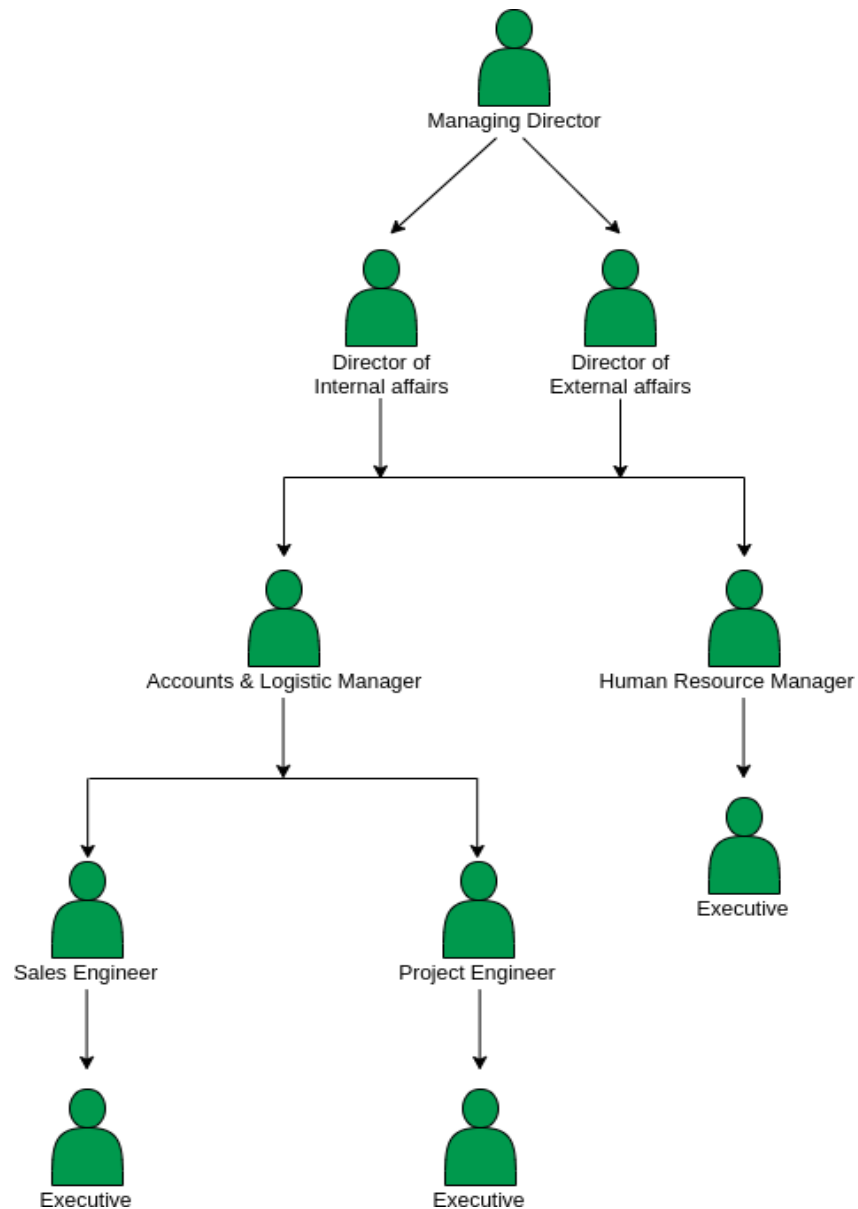 Managing Director
Director of
Internal affairs
Director of
External affairs
Accounts & Logistic Manager
Human Resource Manager
Executive
Sales Engineer
Project Engineer
Executive
Executive